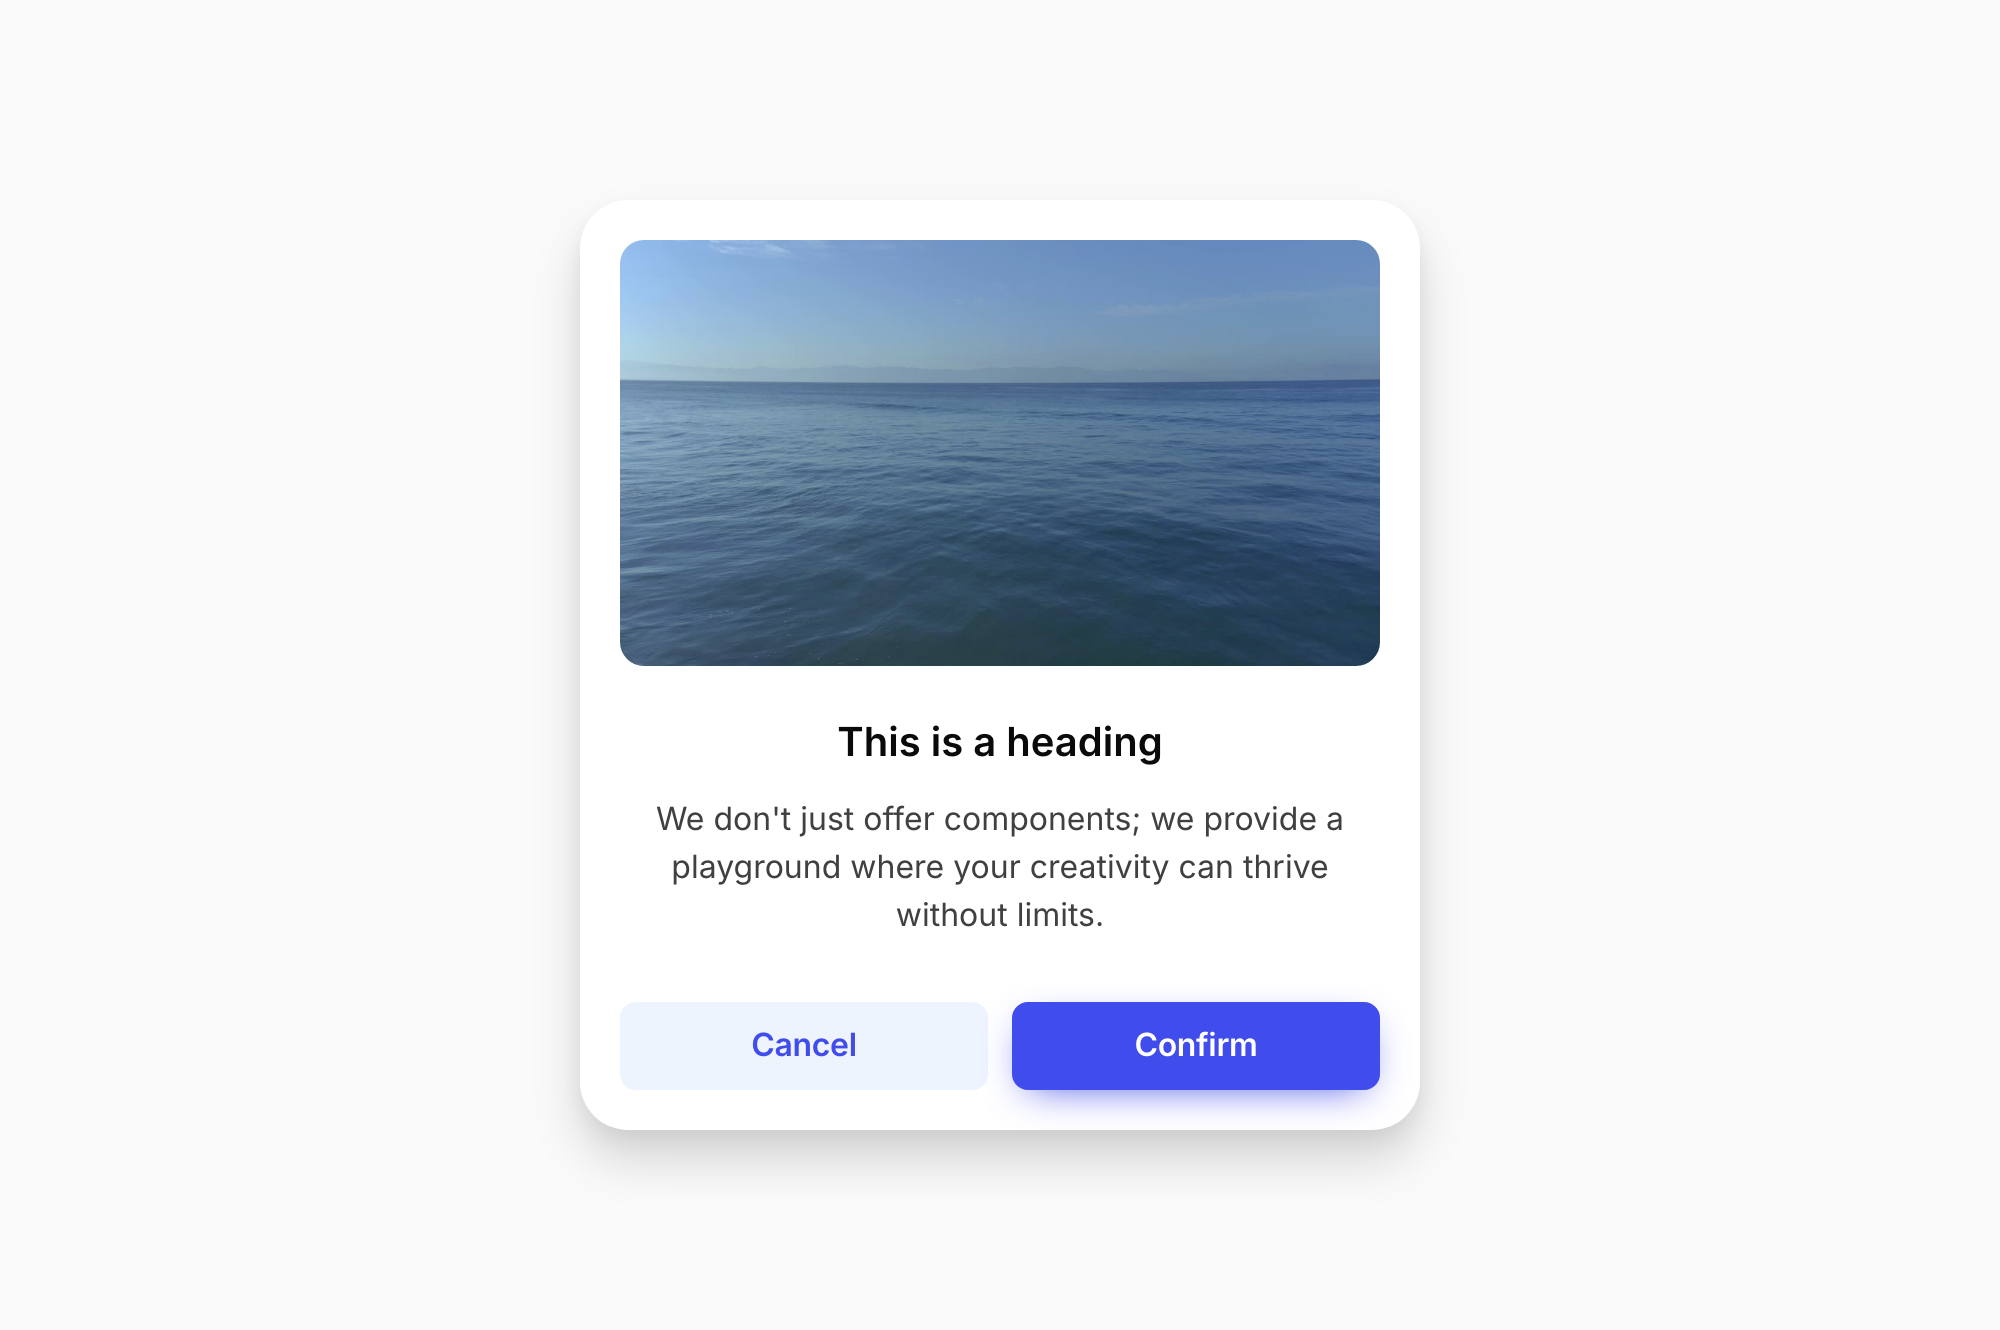 This is a heading
We don't just offer components; we provide a
playground where your creativity can thrive
without limits.
Cancel
Confirm